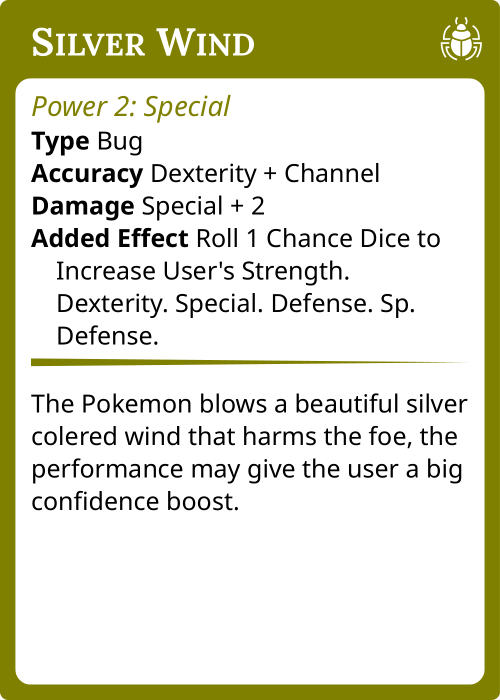 Silver Wind
Power 2: Special
Type Bug
Accuracy Dexterity + Channel
Damage Special + 2
Added Effect Roll 1 Chance Dice to
Increase User's Strength.
Dexterity. Special. Defense. Sp.
Defense.
The Pokemon blows a beautiful silver
colered wind that harms the foe, the
performance may give the user a big
confidence boost.